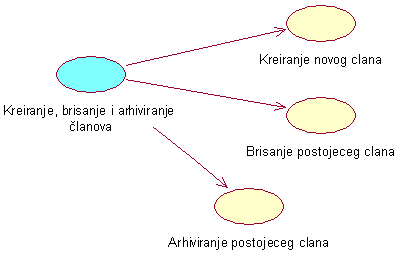 Kreiranje novog clana
Kreiranje, brisanje i arhiviranje
članova
Brisanje postojeceg clana
Arhiviranje postojeceg clana